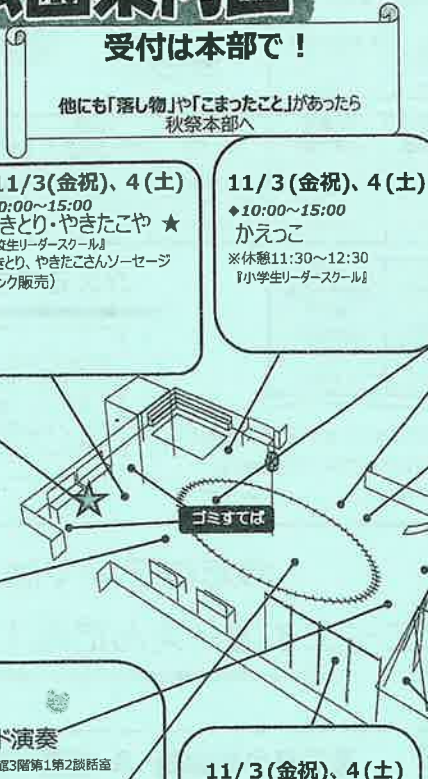 案内図
受付は本部で！
他にも「落し物」や「こまったこと」があったら
秋祭本部へ
11/3(金祝)、4(土)
0:00～15:00
きとり・やきたこや ★
生リーダースクール』
きとり、やきたこさんソーセージ
ンク販売）
11/3(金祝)、4(土)
◆10:00～15:00
かえっこ
※休憩11:30～12:30
『小学生リーダースクール』
ゴミすてば
ド演奏
館3階第1第2談話室
11/3(金祝)、4(土)